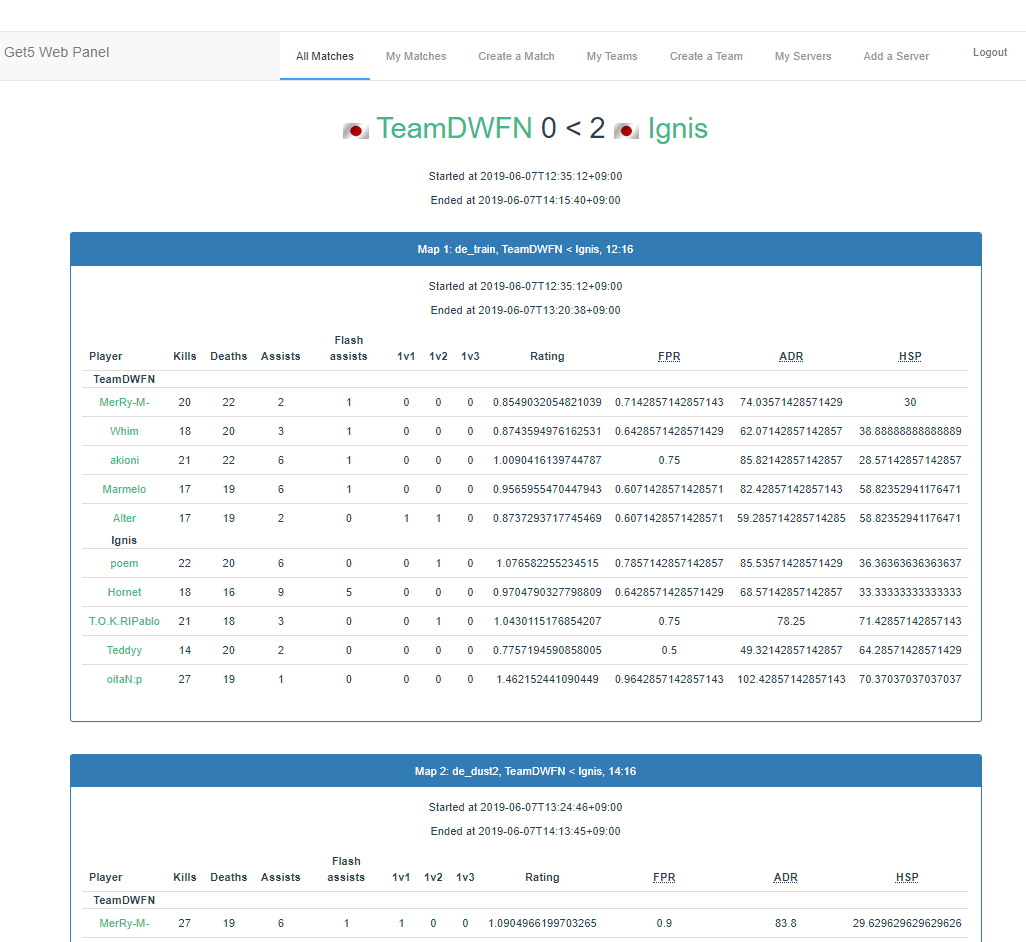 Get5 Web Panel
All Matches My Matches Create a Match My Teams Create a Team My Servers Add a Server Logout
TeamDWFN 0 < 2 Ignis
Started at 2019-06-07T12:35:12+09:00
Ended at 2019-06-07T14:15:40+09:00
Map 1: de_train, TeamDWFN < Ignis, 12:16
Started at 2019-06-07T12:35:12+09:00
Ended at 2019-06-07T13:20:38+09:00
Player Kills Deaths Assists Flash assists 1v1 1v2 1v3 Rating FPR ADR HSP
TeamDWFN
MerRy-M- 20 22 2 1 0 0 0 0.8549032054821039 0.7142857142857143 74.03571428571429 30
Whim 18 20 3 1 0 0 0 0.8743594976162531 0.6428571428571429 62.07142857142857 38.88888888888889
akioni 21 22 6 1 0 0 0 1.0090416139744787 0.75 85.82142857142857 28.57142857142857
Marmelo 17 19 6 1 0 0 0 0.9565955470447943 0.6071428571428571 82.42857142857143 58.82352941176471
Alter 17 19 2 0 1 1 0 0.8737293717745469 0.6071428571428571 59.285714285714285 58.82352941176471
Ignis
poem 22 20 6 0 0 1 0 1.076582255234515 0.7857142857142857 85.53571428571429 36.36363636363637
Hornet 18 16 9 5 0 0 0 0.9704790327798809 0.6428571428571429 68.57142857142857 33.33333333333333
T.O.K.RIPablo 21 18 3 0 0 1 0 1.0430115176854207 0.75 78.25 71.42857142857143
Teddyy 14 20 2 0 0 0 0 0.7757194590858005 0.5 49.32142857142857 64.28571428571429
oitaN:p 27 19 1 0 0 0 0 1.462152441090449 0.9642857142857143 102.42857142857143 70.37037037037037
Map 2: de_dust2, TeamDWFN < Ignis, 14:16
Started at 2019-06-07T13:24:46+09:00
Ended at 2019-06-07T14:13:45+09:00
Player Kills Deaths Assists Flash assists 1v1 1v2 1v3 Rating FPR ADR HSP
TeamDWFN
MerRy-M- 27 19 6 1 1 0 0 1.0904966199703265 0.9 83.8 29.629629629629626